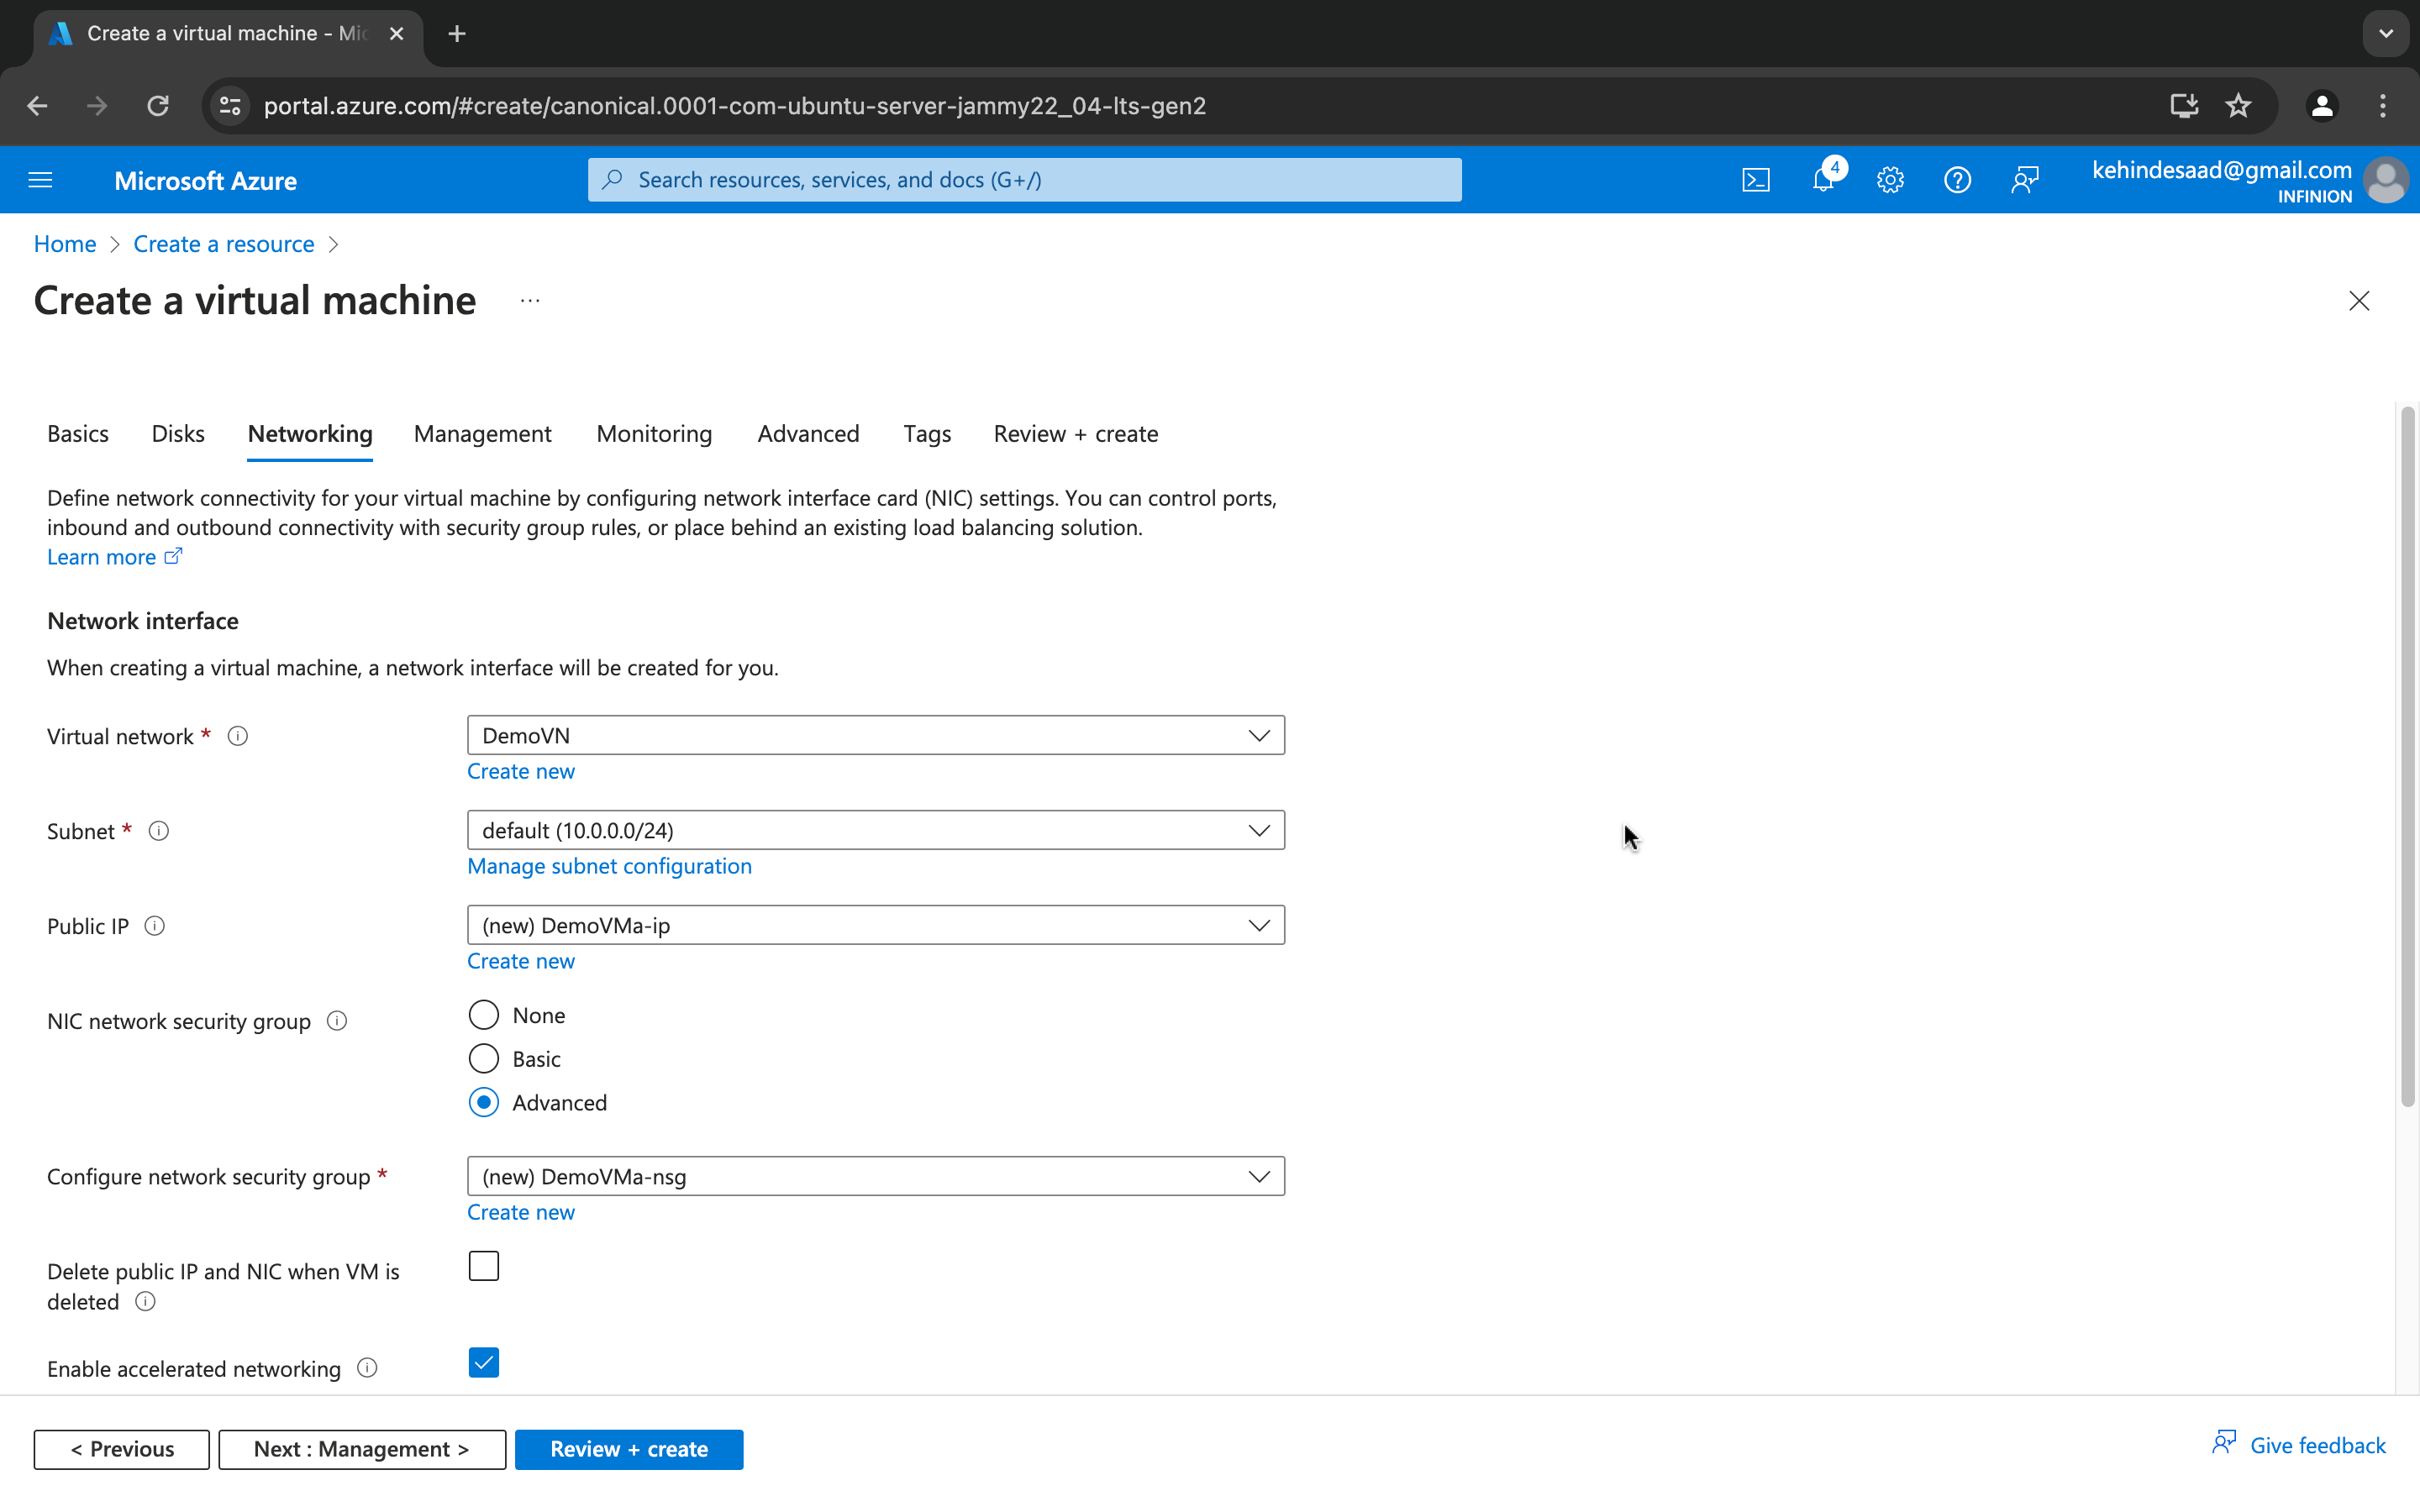 Create a virtual machine - Mic
portal.azure.com/#create/canonical.0001-com-ubuntu-server-jammy22_04-lts-gen2
Microsoft Azure
Search resources, services, and docs (G+/)
4
kehindesaad@gmail.com
INFINION
Home > Create a resource >
Create a virtual machine ...
Basics Disks Networking Management Monitoring Advanced Tags Review + create
Define network connectivity for your virtual machine by configuring network interface card (NIC) settings. You can control ports,
inbound and outbound connectivity with security group rules, or place behind an existing load balancing solution.
Learn more
Network interface
When creating a virtual machine, a network interface will be created for you.
Virtual network * DemoVN
Create new
Subnet * default (10.0.0.0/24)
Manage subnet configuration
Public IP (new) DemoVMa-ip
Create new
NIC network security group None
Basic
Advanced
Configure network security group * (new) DemoVMa-nsg
Create new
Delete public IP and NIC when VM is
deleted
Enable accelerated networking
< Previous Next : Management > Review + create Give feedback